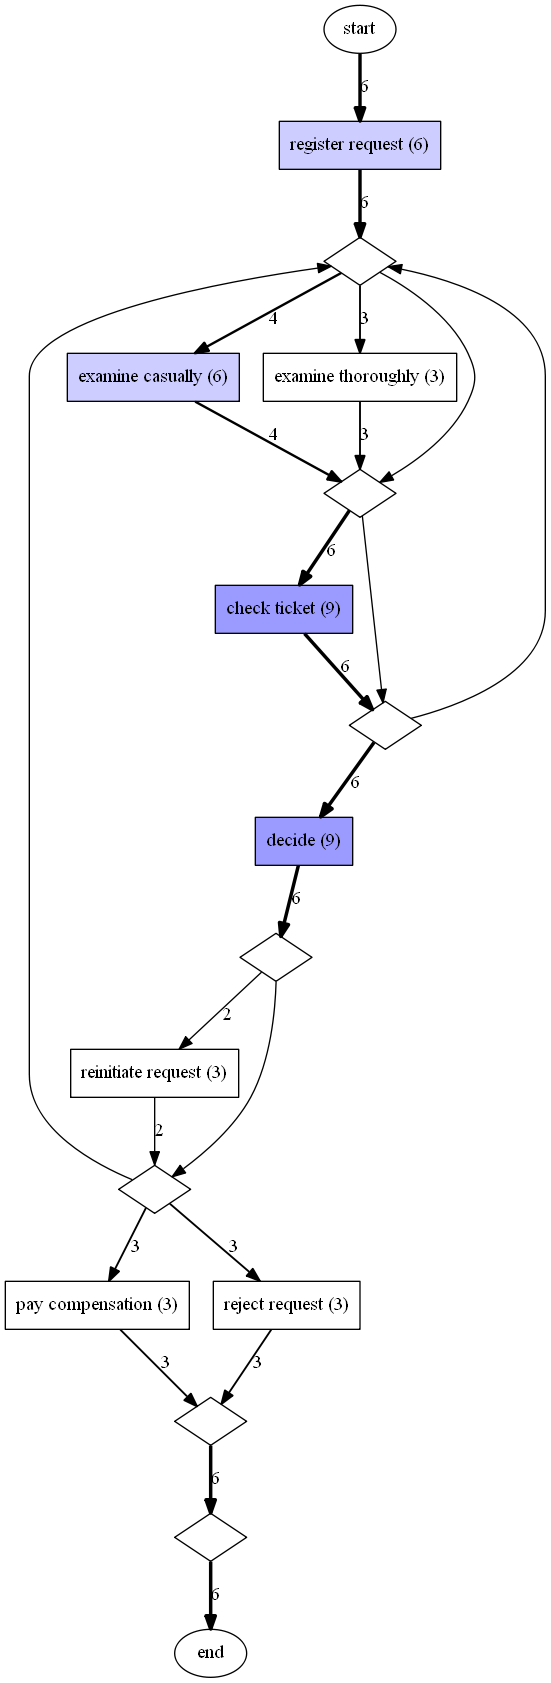 start
6
register request (6)
6
4
3
examine casually (6)
examine thoroughly (3)
4
3
6
check ticket (9)
6
6
decide (9)
6
2
reinitiate request (3)
2
3
3
pay compensation (3)
reject request (3)
3
3
6
6
end